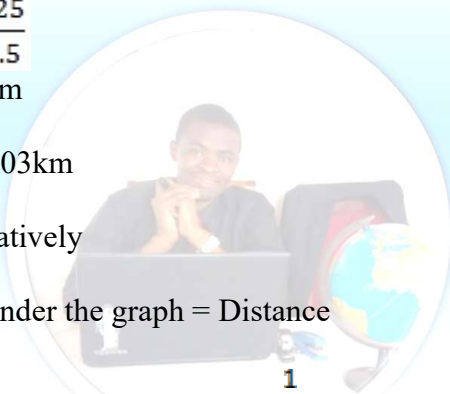 25
.5
m
03km
atively
nder the graph = Distance
1